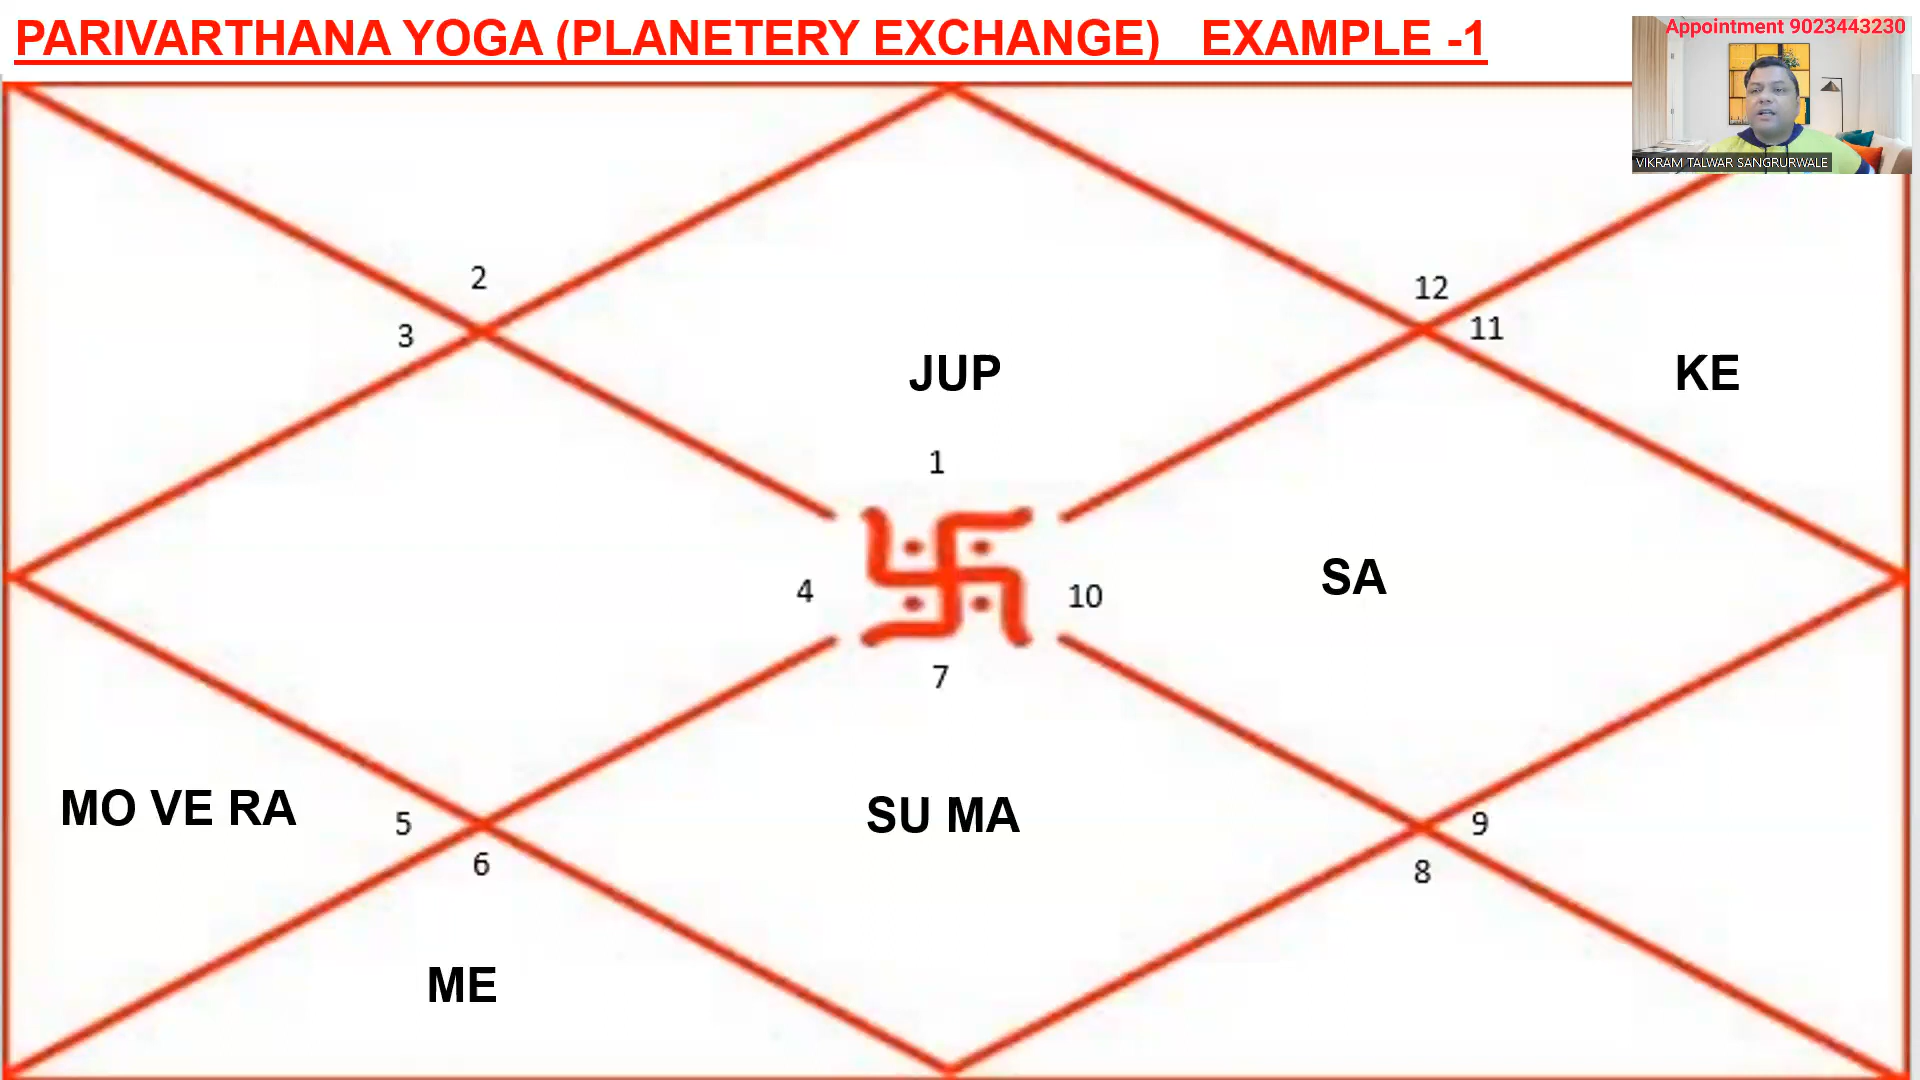 PARIVARTHANA YOGA (PLANETERY EXCHANGE) EXAMPLE -1
Appointment 9023443230
VIKRAM TALWAR SANGRURWALE
2
12
3
11
JUP
KE
1
4
10
SA
7
MO VE RA
5
SU MA
9
6
8
ME